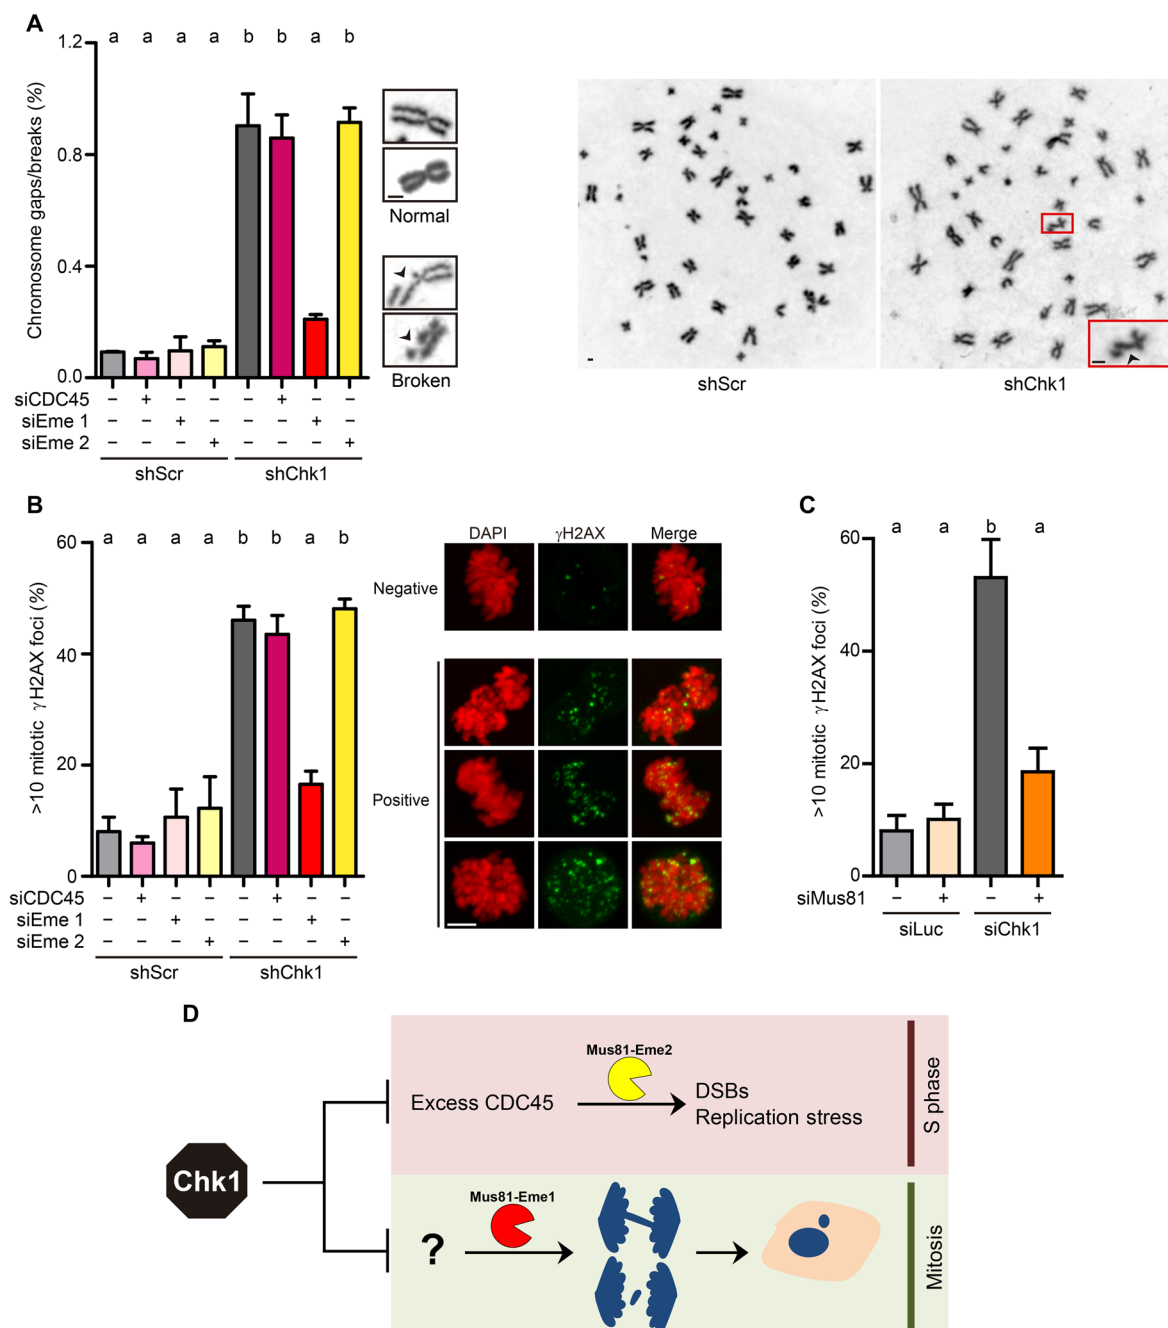 A
a a a a b b a b
Chromosome gaps/breaks (%)
1.2
0.8
0.4
0.0
siCDC45 – + – – – + – –
siEme 1 – – + – – – + –
siEme 2 – – – + – – – +
shScr shChk1
Normal
Broken
shScr shChk1
B
a a a a b b a b
>10 mitotic γH2AX foci (%)
60
40
20
0
siCDC45 – + – – – + – –
siEme 1 – – + – – – + –
siEme 2 – – – + – – – +
shScr shChk1
DAPI γH2AX Merge
Negative
Positive
C
a a b a
>10 mitotic γH2AX foci (%)
60
40
20
0
siMus81 – + – +
siLuc siChk1
D
Chk1
Mus81-Eme2
Excess CDC45
DSBs
Replication stress
S phase
Mus81-Eme1
?
Mitosis